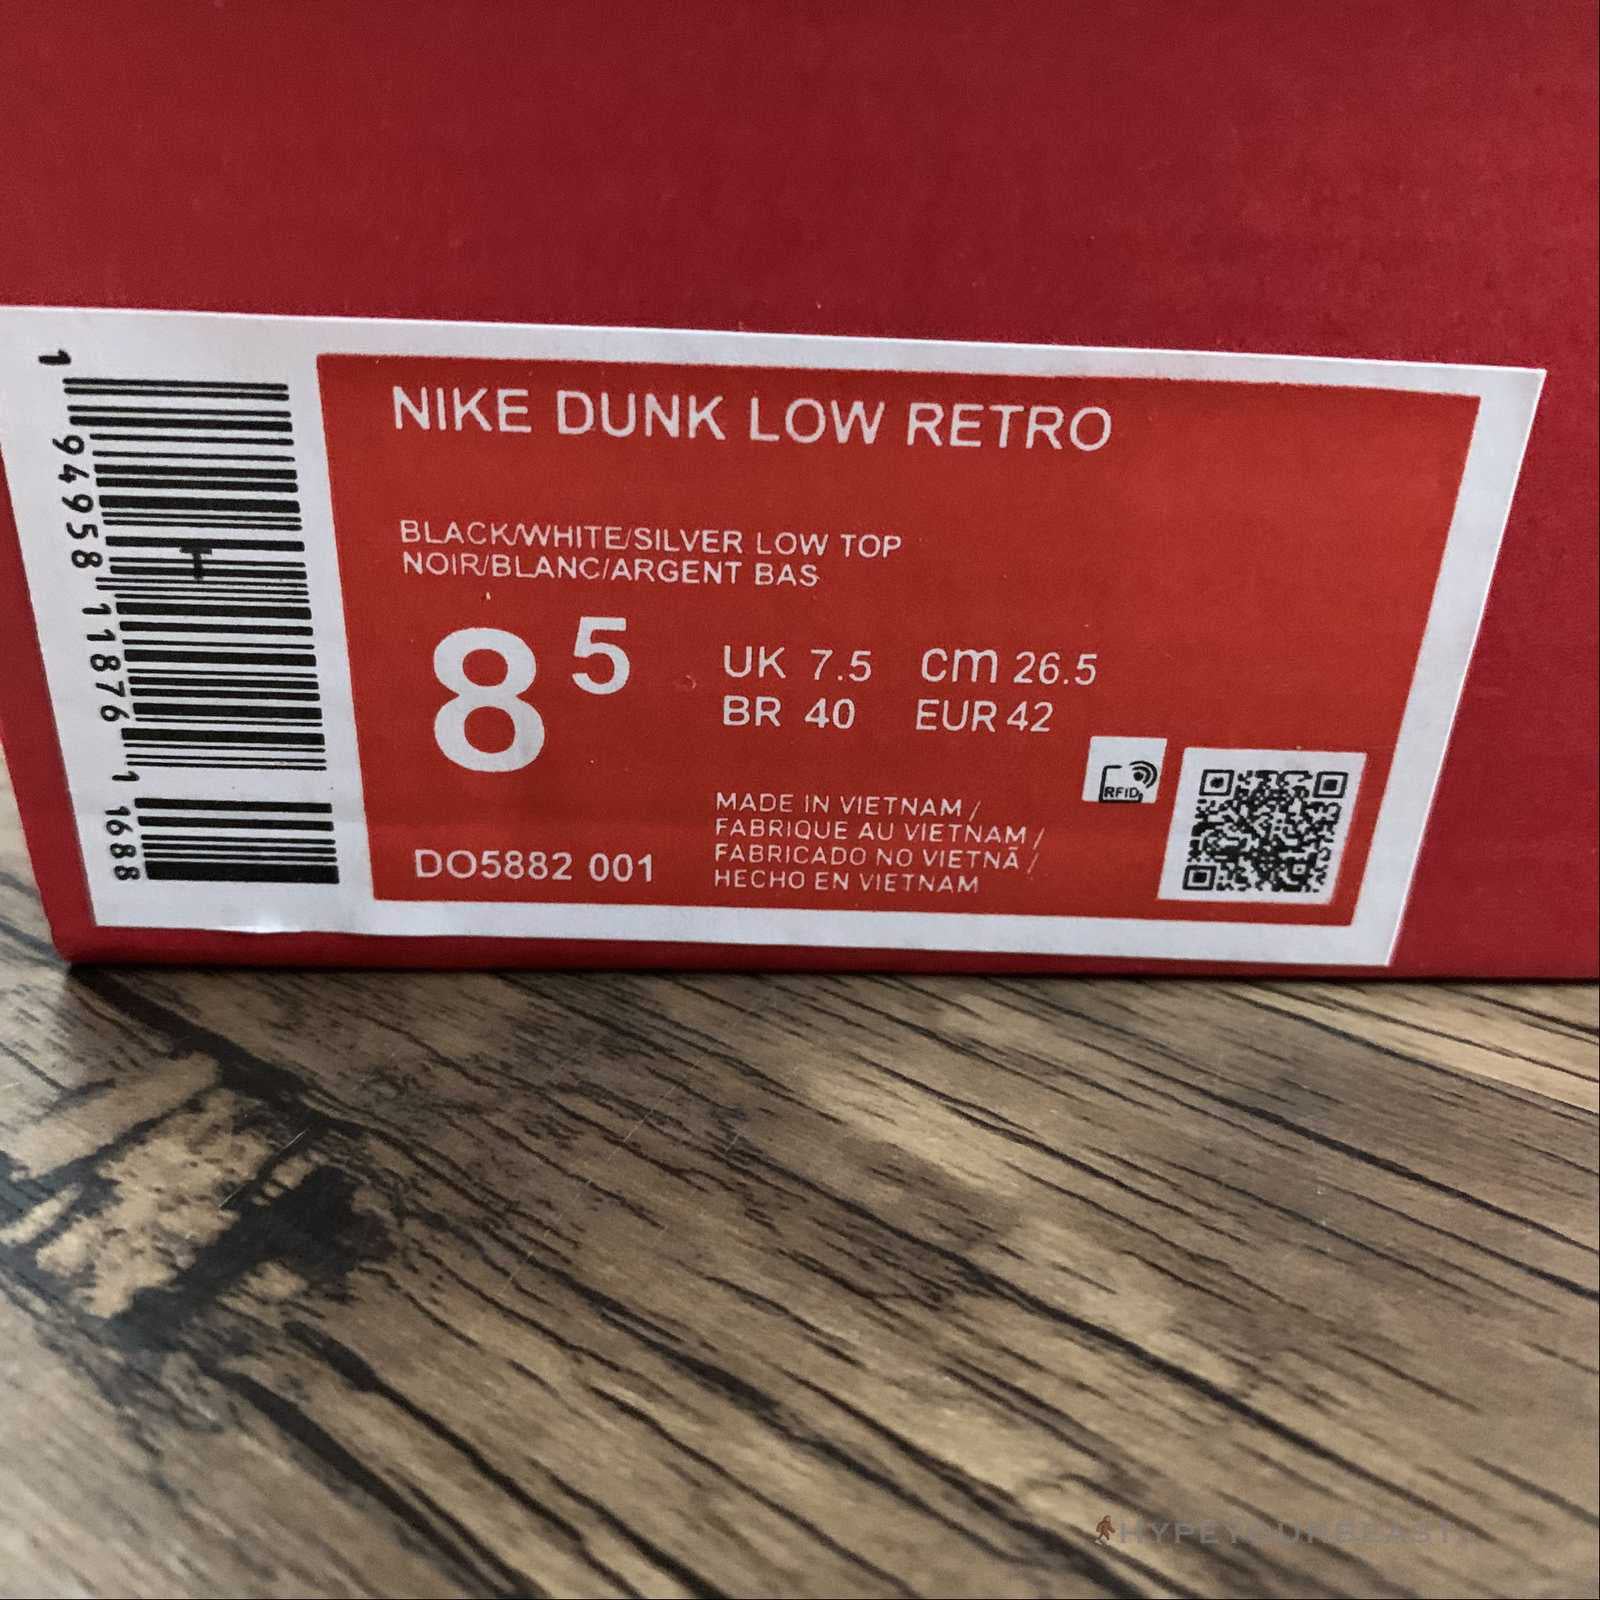 NIKE DUNK LOW RETRO
BLACK/WHITE/SILVER LOW TOP
NOIR/BLANC/ARGENT BAS
8 5
UK 7.5 cm 26.5
BR 40 EUR 42
RFID
MADE IN VIETNAM /
FABRIQUE AU VIETNAM /
FABRICADO NO VIETNÃ /
HECHO EN VIETNAM
DO5882 001
1 94958 11876 1 1688
HYPEYOURBEAST